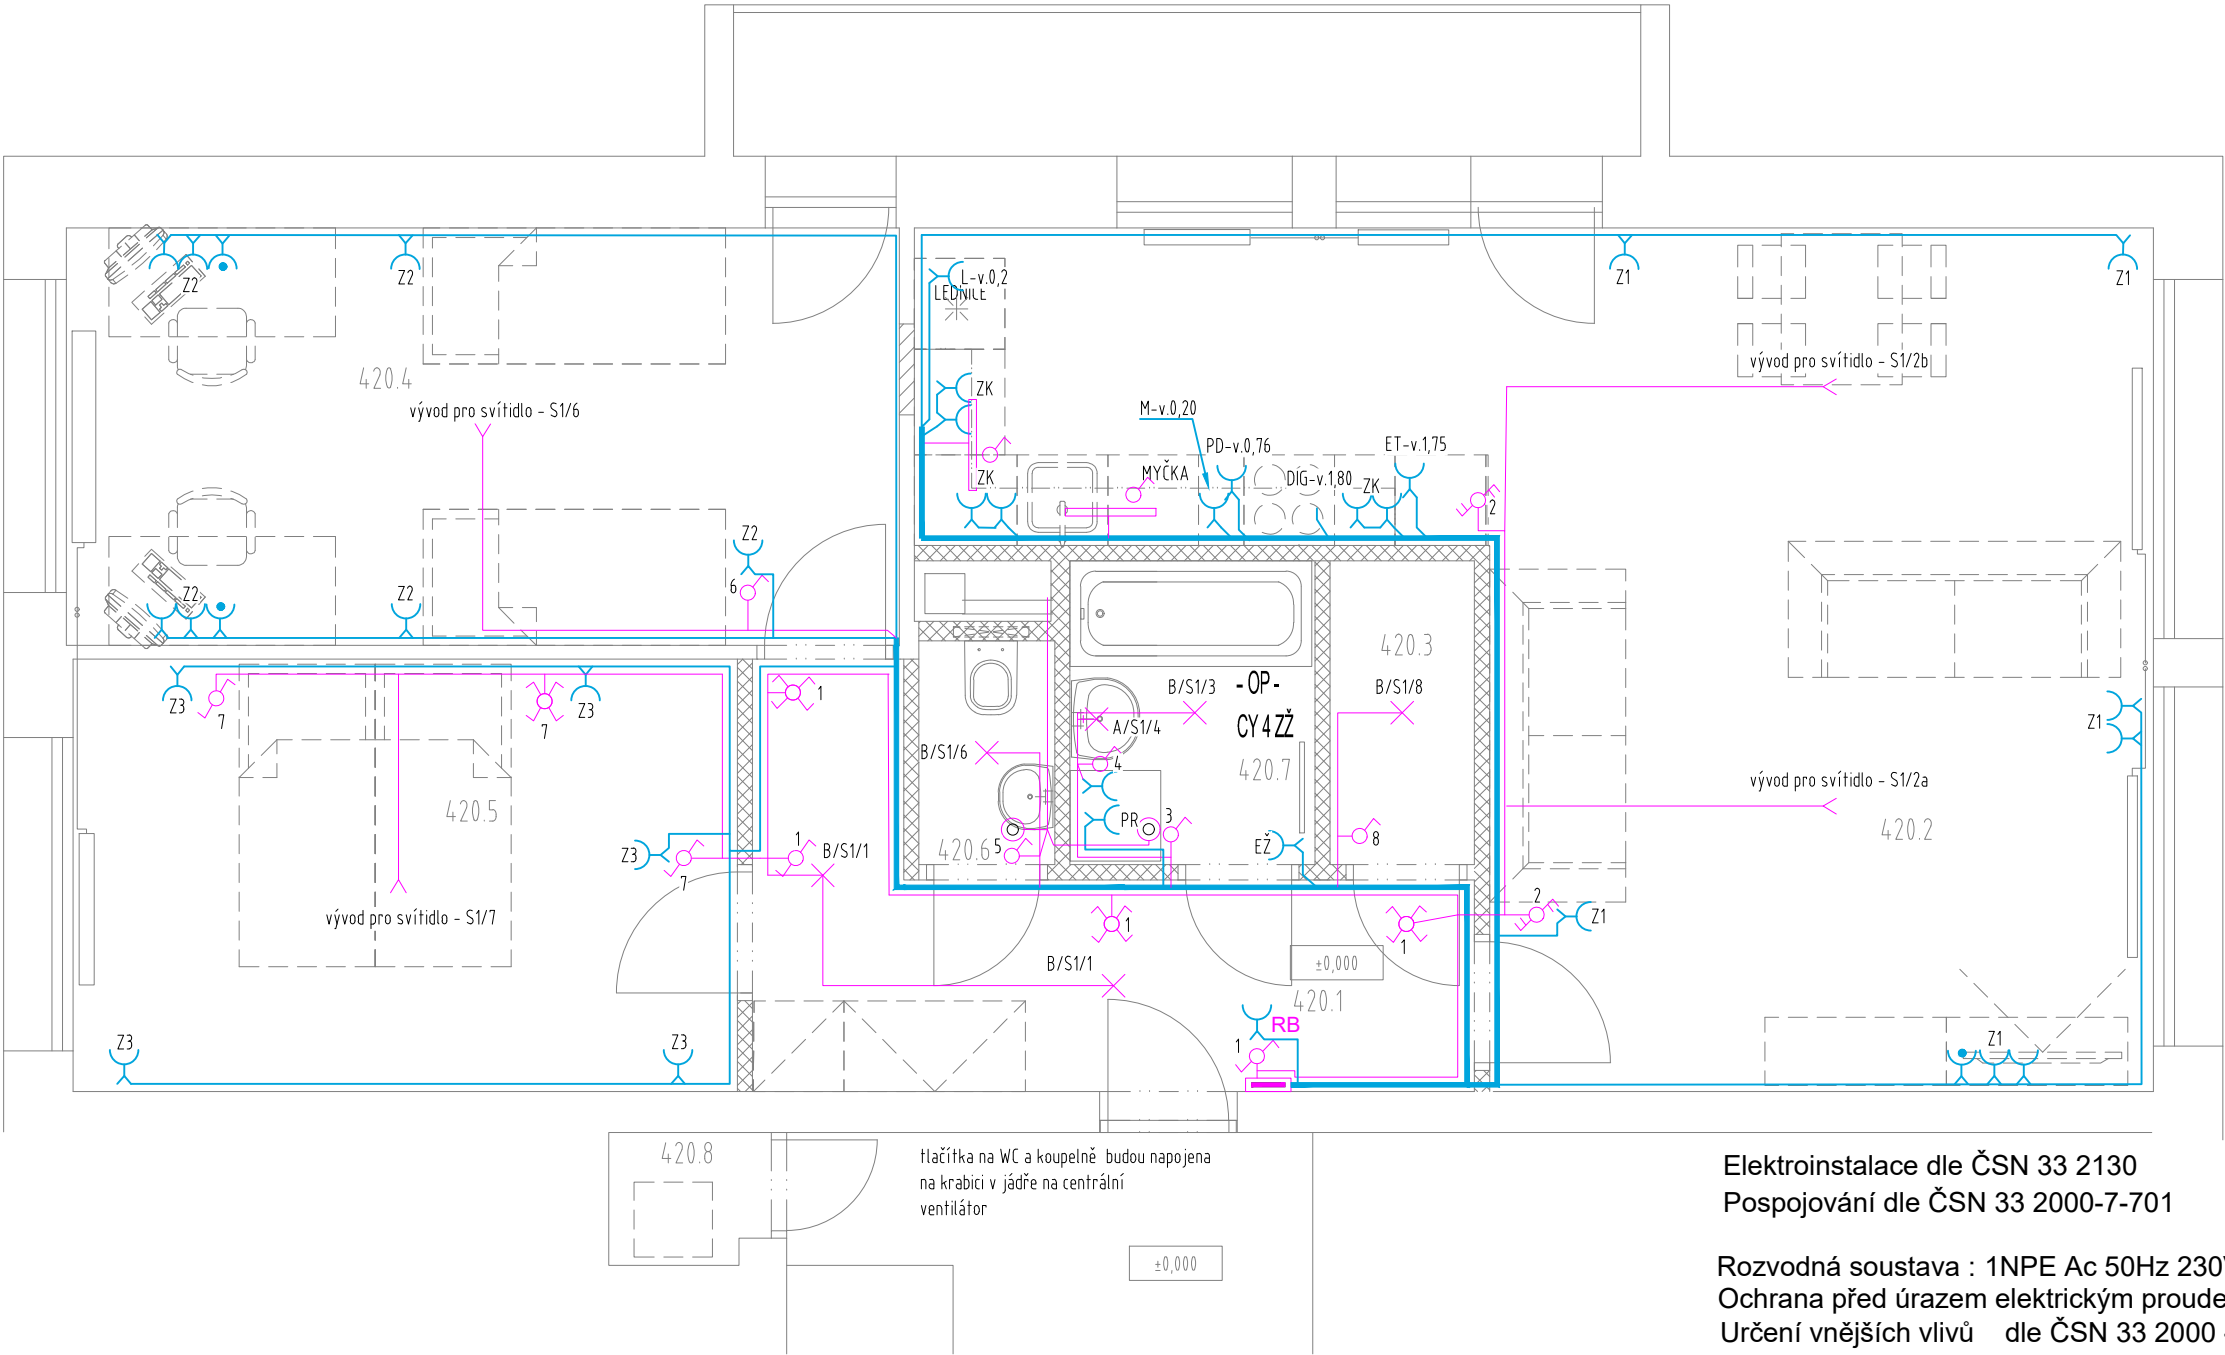 Z2
Z2
L-v.0,2
LEDNICE
Z1
Z1
420.4
vývod pro svítidlo - S1/6
ZK
M-v.0,20
PD-v.0,76
ET-v.1,75
vývod pro svítidlo - S1/2b
ZK
MYČKA
DIG-v.1,80
ZK
2
Z2
6
Z2
Z2
420.3
B/S1/3
-OP-
B/S1/8
CY 4 ZŽ
A/S1/4
Z3
7
7
Z3
1
B/S1/6
4
420.7
Z1
vývod pro svítidlo - S1/2a
420.5
420.2
PR
3
Z3
7
1
B/S1/1
420.6
5
EŽ
8
vývod pro svítidlo - S1/7
1
1
2
Z1
B/S1/1
±0,000
420.1
RB
Z3
Z3
1
Z1
420.8
tlačítka na WC a koupelně budou napojena
na krabici v jádře na centrální
ventilátor
±0,000
Elektroinstalace dle ČSN 33 2130
Pospojování dle ČSN 33 2000-7-701
Rozvodná soustava : 1NPE Ac 50Hz 230V
Ochrana před úrazem elektrickým proude
Určení vnějších vlivů dle ČSN 33 2000